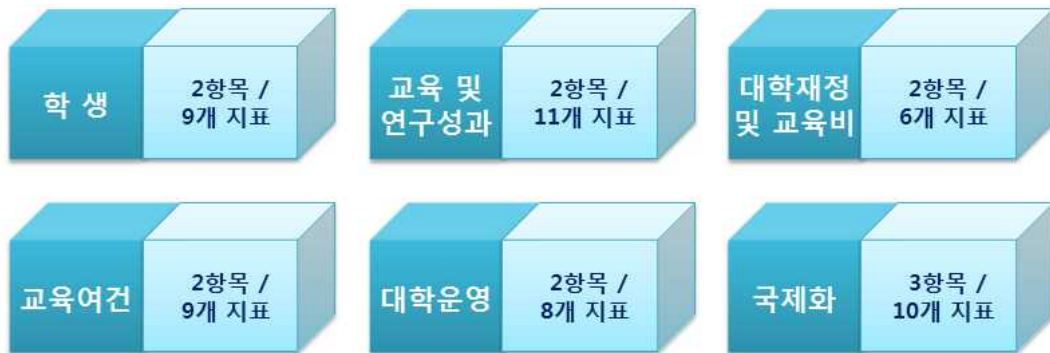 학 생
2항목 /
9개 지표
교육 및
연구성과
2항목 /
11개 지표
대학재정
및 교육비
2항목 /
6개 지표
교육여건
2항목 /
9개 지표
대학운영
2항목 /
8개 지표
국제화
3항목 /
10개 지표